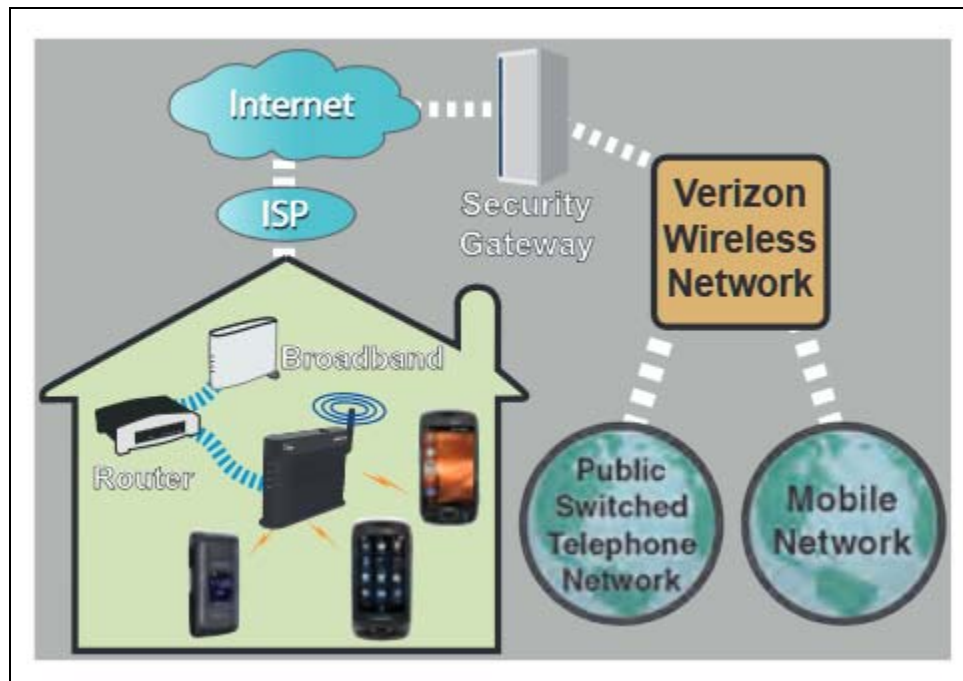 Internet
ISP
Security
Gateway
Verizon
Wireless
Network
Broadband
Router
Public
Switched
Telephone
Network
Mobile
Network